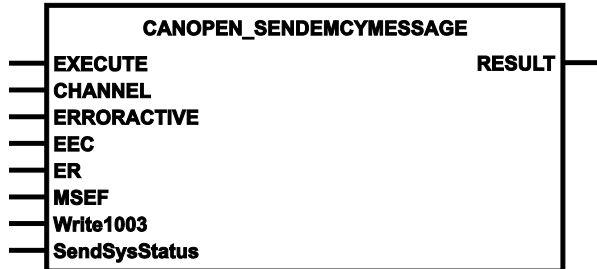 CANOPEN_SENDEMCYMESSAGE
EXECUTE RESULT
CHANNEL
ERRORACTIVE
EEC
ER
MSEF
Write1003
SendSysStatus